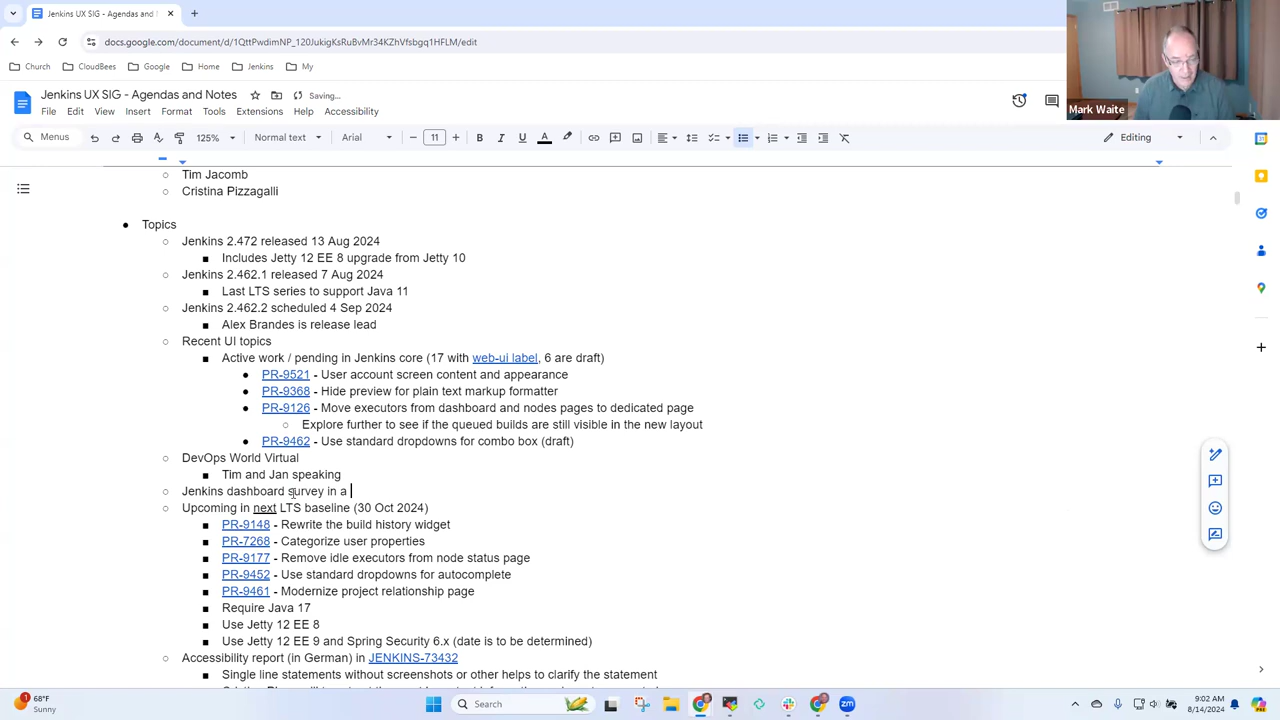 Jenkins UX SIG - Agendas and
docs.google.com/document/d/1QttPwdimNP_120JukigKsRuBvMr34KZhVfsbgq1HFLM/edit
Church
CloudBees
Google
Home
Jenkins
My
Jenkins UX SIG - Agendas and Notes
Saving...
File Edit View Insert Format Tools Extensions Help Accessibility
Menus
125%
Normal text
Arial
11
Editing
Mark Waite
○ Tim Jacomb
○ Cristina Pizzagalli
● Topics
○ Jenkins 2.472 released 13 Aug 2024
■ Includes Jetty 12 EE 8 upgrade from Jetty 10
○ Jenkins 2.462.1 released 7 Aug 2024
■ Last LTS series to support Java 11
○ Jenkins 2.462.2 scheduled 4 Sep 2024
■ Alex Brandes is release lead
○ Recent UI topics
■ Active work / pending in Jenkins core (17 with web-ui label, 6 are draft)
● PR-9521 - User account screen content and appearance
● PR-9368 - Hide preview for plain text markup formatter
● PR-9126 - Move executors from dashboard and nodes pages to dedicated page
○ Explore further to see if the queued builds are still visible in the new layout
● PR-9462 - Use standard dropdowns for combo box (draft)
○ DevOps World Virtual
■ Tim and Jan speaking
○ Jenkins dashboard survey in a
○ Upcoming in next LTS baseline (30 Oct 2024)
■ PR-9148 - Rewrite the build history widget
■ PR-7268 - Categorize user properties
■ PR-9177 - Remove idle executors from node status page
■ PR-9452 - Use standard dropdowns for autocomplete
■ PR-9461 - Modernize project relationship page
■ Require Java 17
■ Use Jetty 12 EE 8
■ Use Jetty 12 EE 9 and Spring Security 6.x (date is to be determined)
○ Accessibility report (in German) in JENKINS-73432
■ Single line statements without screenshots or other helps to clarify the statement
68°F
Sunny
Search
9:02 AM
8/14/2024